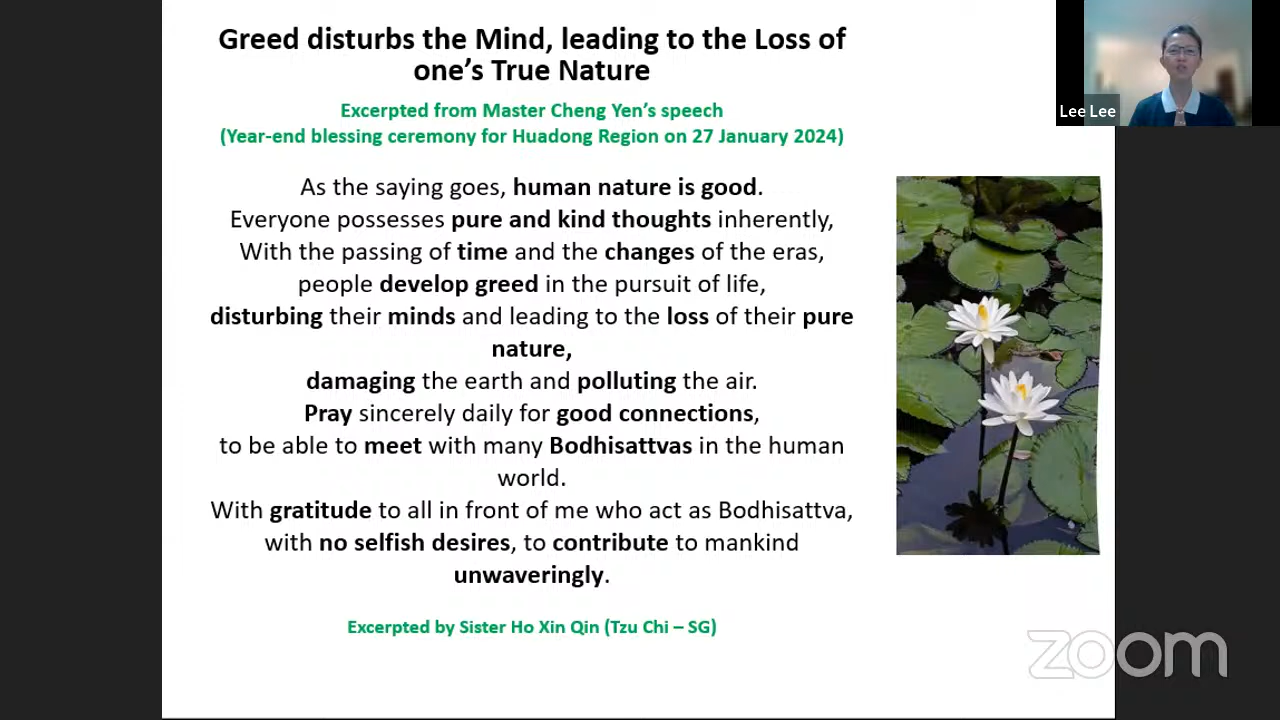 Greed disturbs the Mind, leading to the Loss of
one's True Nature
Excerpted from Master Cheng Yen's speech
(Year-end blessing ceremony for Huadong Region on 27 January 2024)
As the saying goes, human nature is good.
Everyone possesses pure and kind thoughts inherently,
With the passing of time and the changes of the eras,
people develop greed in the pursuit of life,
disturbing their minds and leading to the loss of their pure
nature,
damaging the earth and polluting the air.
Pray sincerely daily for good connections,
to be able to meet with many Bodhisattvas in the human
world.
With gratitude to all in front of me who act as Bodhisattva,
with no selfish desires, to contribute to mankind
unwaveringly.
Excerpted by Sister Ho Xin Qin (Tzu Chi – SG)
Lee Lee
zoom